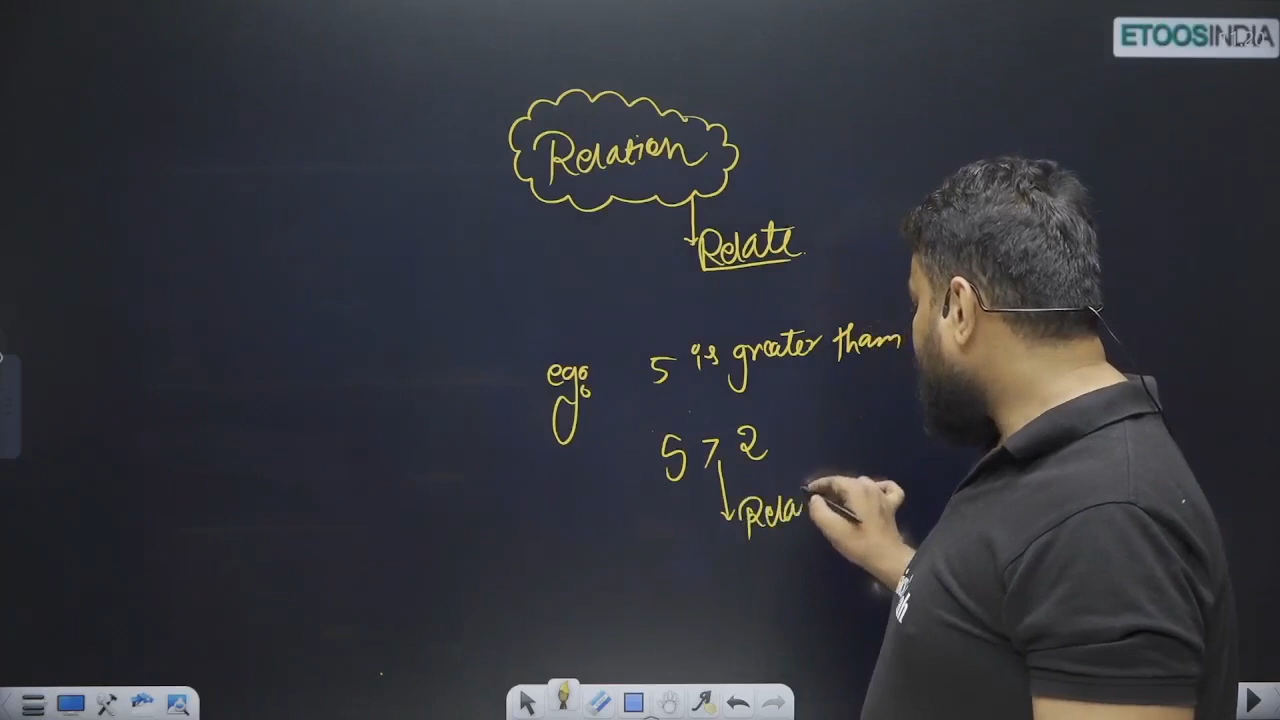 ETOOSINDIA
Relation
Relate
eg: 5 is greater than
5 > 2
Rela